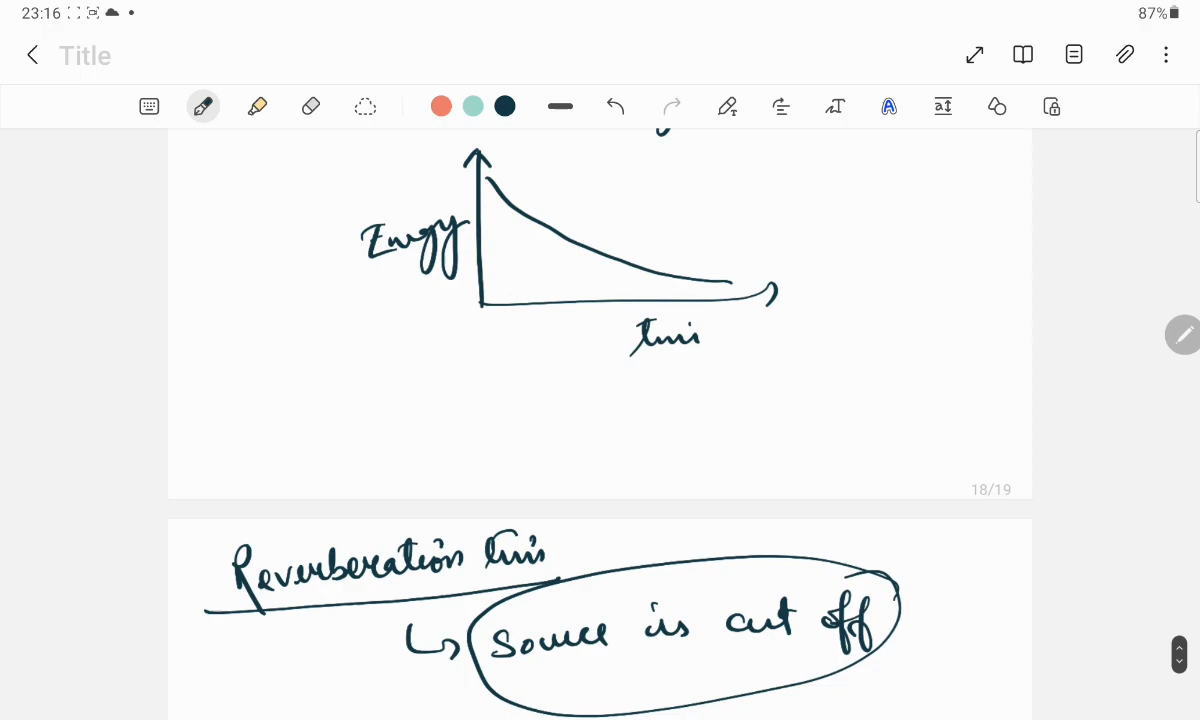 23:16
87%
Title
Energy
time
18/19
Reverberation time
source is cut off